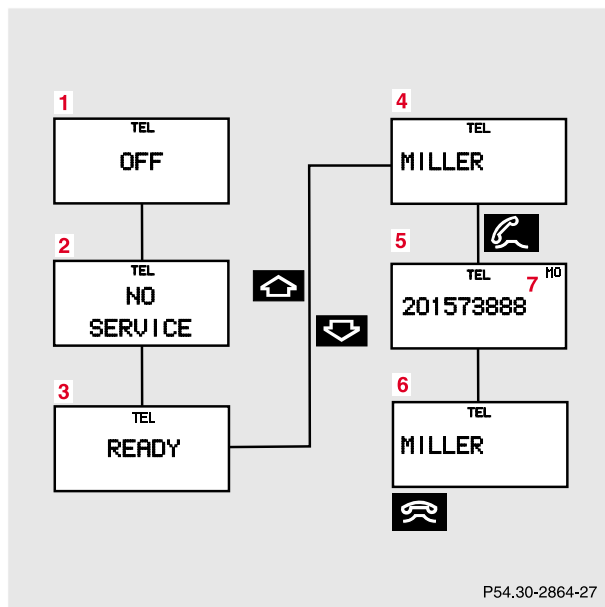 1
TEL
OFF
2
TEL
NO
SERVICE
3
TEL
READY
4
TEL
MILLER
5
TEL
7
MO
201573888
6
TEL
MILLER
P54.30-2864-27